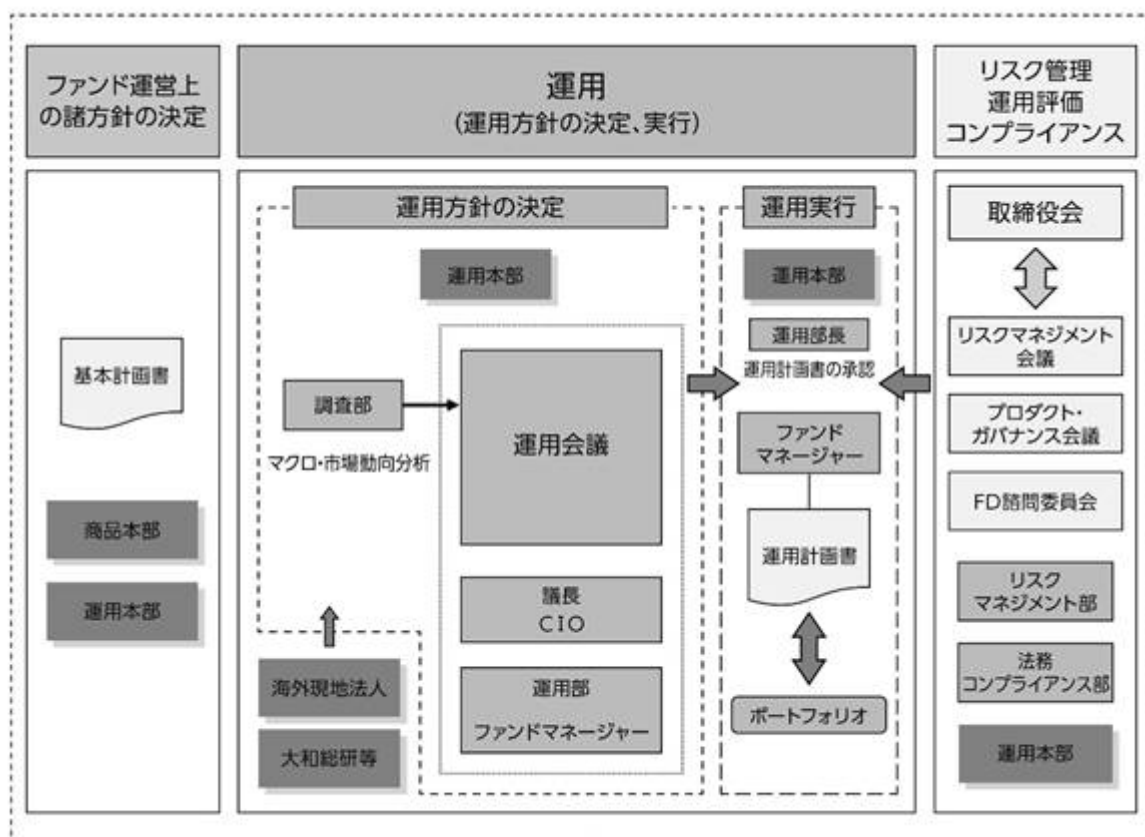 ファンド運営上
の諸方針の決定
運用
(運用方針の決定、実行)
リスク管理
運用評価
コンプライアンス
基本計画書
商品本部
運用本部
運用方針の決定
運用本部
調査部
マクロ・市場動向分析
運用会議
議長
CIO
運用部
ファンドマネージャー
海外現地法人
大和総研等
運用実行
運用本部
運用部長
運用計画書の承認
ファンド
マネージャー
運用計画書
ポートフォリオ
取締役会
リスクマネジメント
会議
プロダクト・
ガバナンス会議
FD諮問委員会
リスク
マネジメント部
法務
コンプライアンス部
運用本部